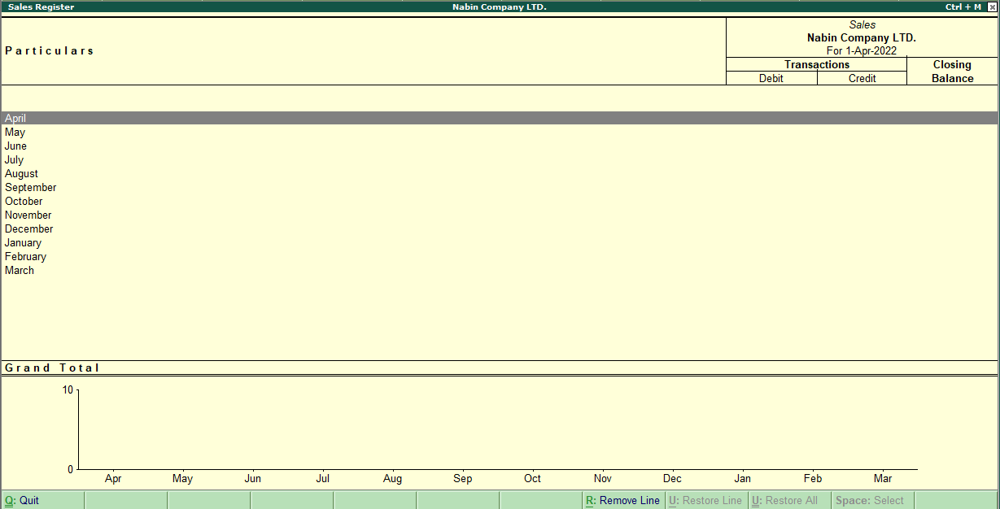 Sales Register Nabin Company LTD. Ctrl + M
Sales
Nabin Company LTD.
Particulars For 1-Apr-2022
Transactions Closing
Debit Credit Balance
April
May
June
July
August
September
October
November
December
January
February
March
Grand Total
10
0
Apr May Jun Jul Aug Sep Oct Nov Dec Jan Feb Mar
Q: Quit R: Remove Line U: Restore Line U: Restore All Space: Select